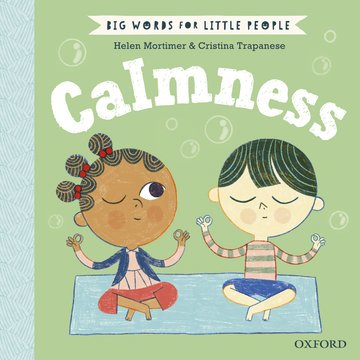 BIG WORDS FOR LITTLE PEOPLE
Helen Mortimer & Cristina Trapanese
Calmness
OXFORD